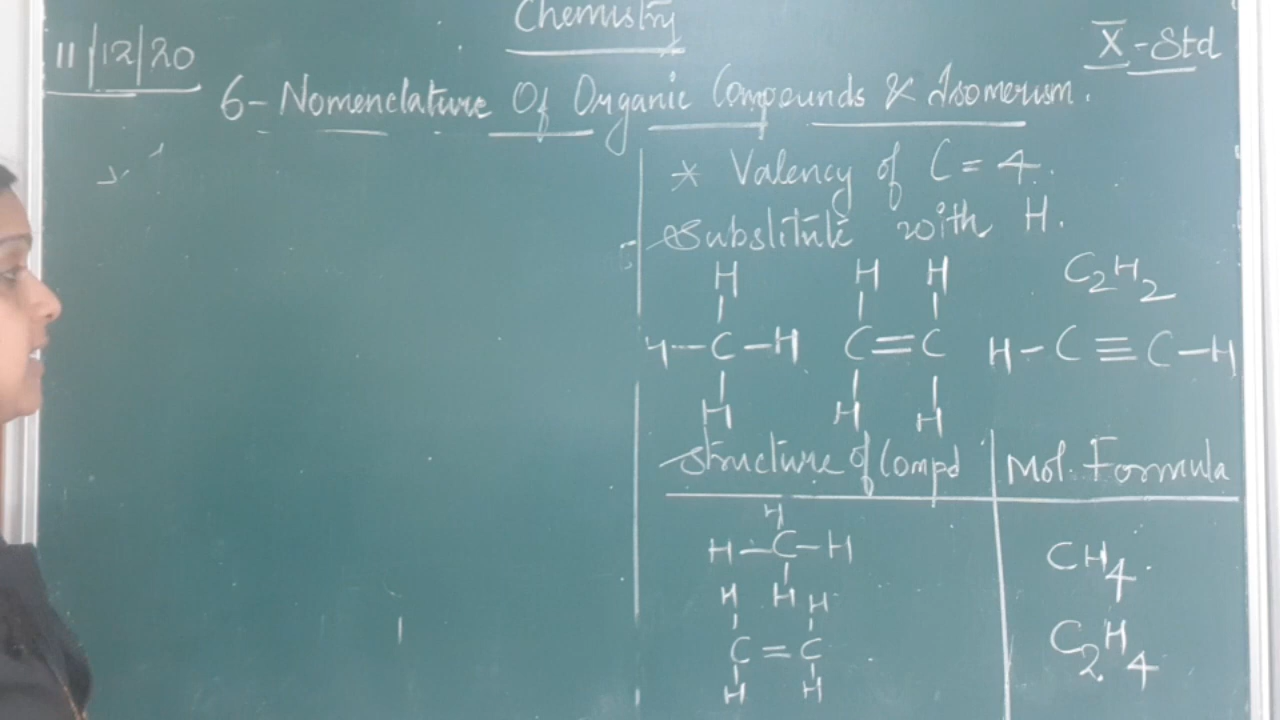 Chemistry
11/12/20
X-Std
6- Nomenclature Of Organic Compounds & Isomerism.
* Valency of C = 4.
Substitute with H.
H H H C2H2
H-C-H C=C H-C≡C-H
H H H
Structure of Compd Mol. Formula
H
H-C-H CH4.
H
H H
C=C C2H4
H H